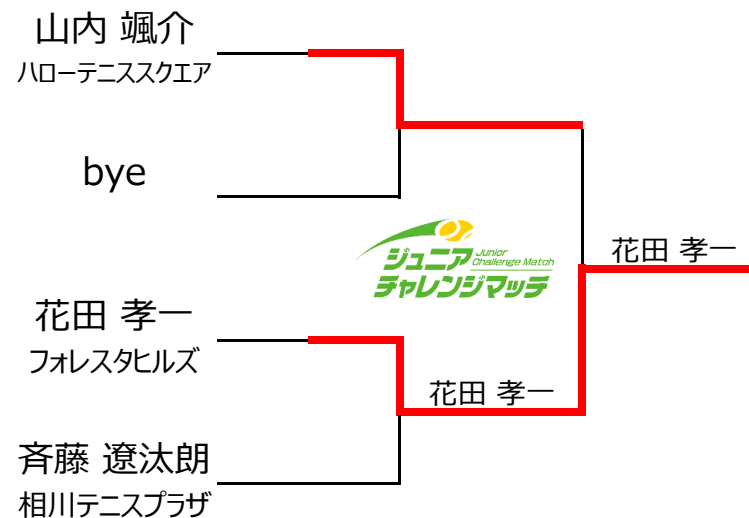 山内 颯介
ハローテニススクエア
bye
ジュニア Junior Challenge Match
チャレンジマッチ
花田 孝一
花田 孝一
フォレスタヒルズ
花田 孝一
斉藤 遼汰朗
相川テニスプラザ